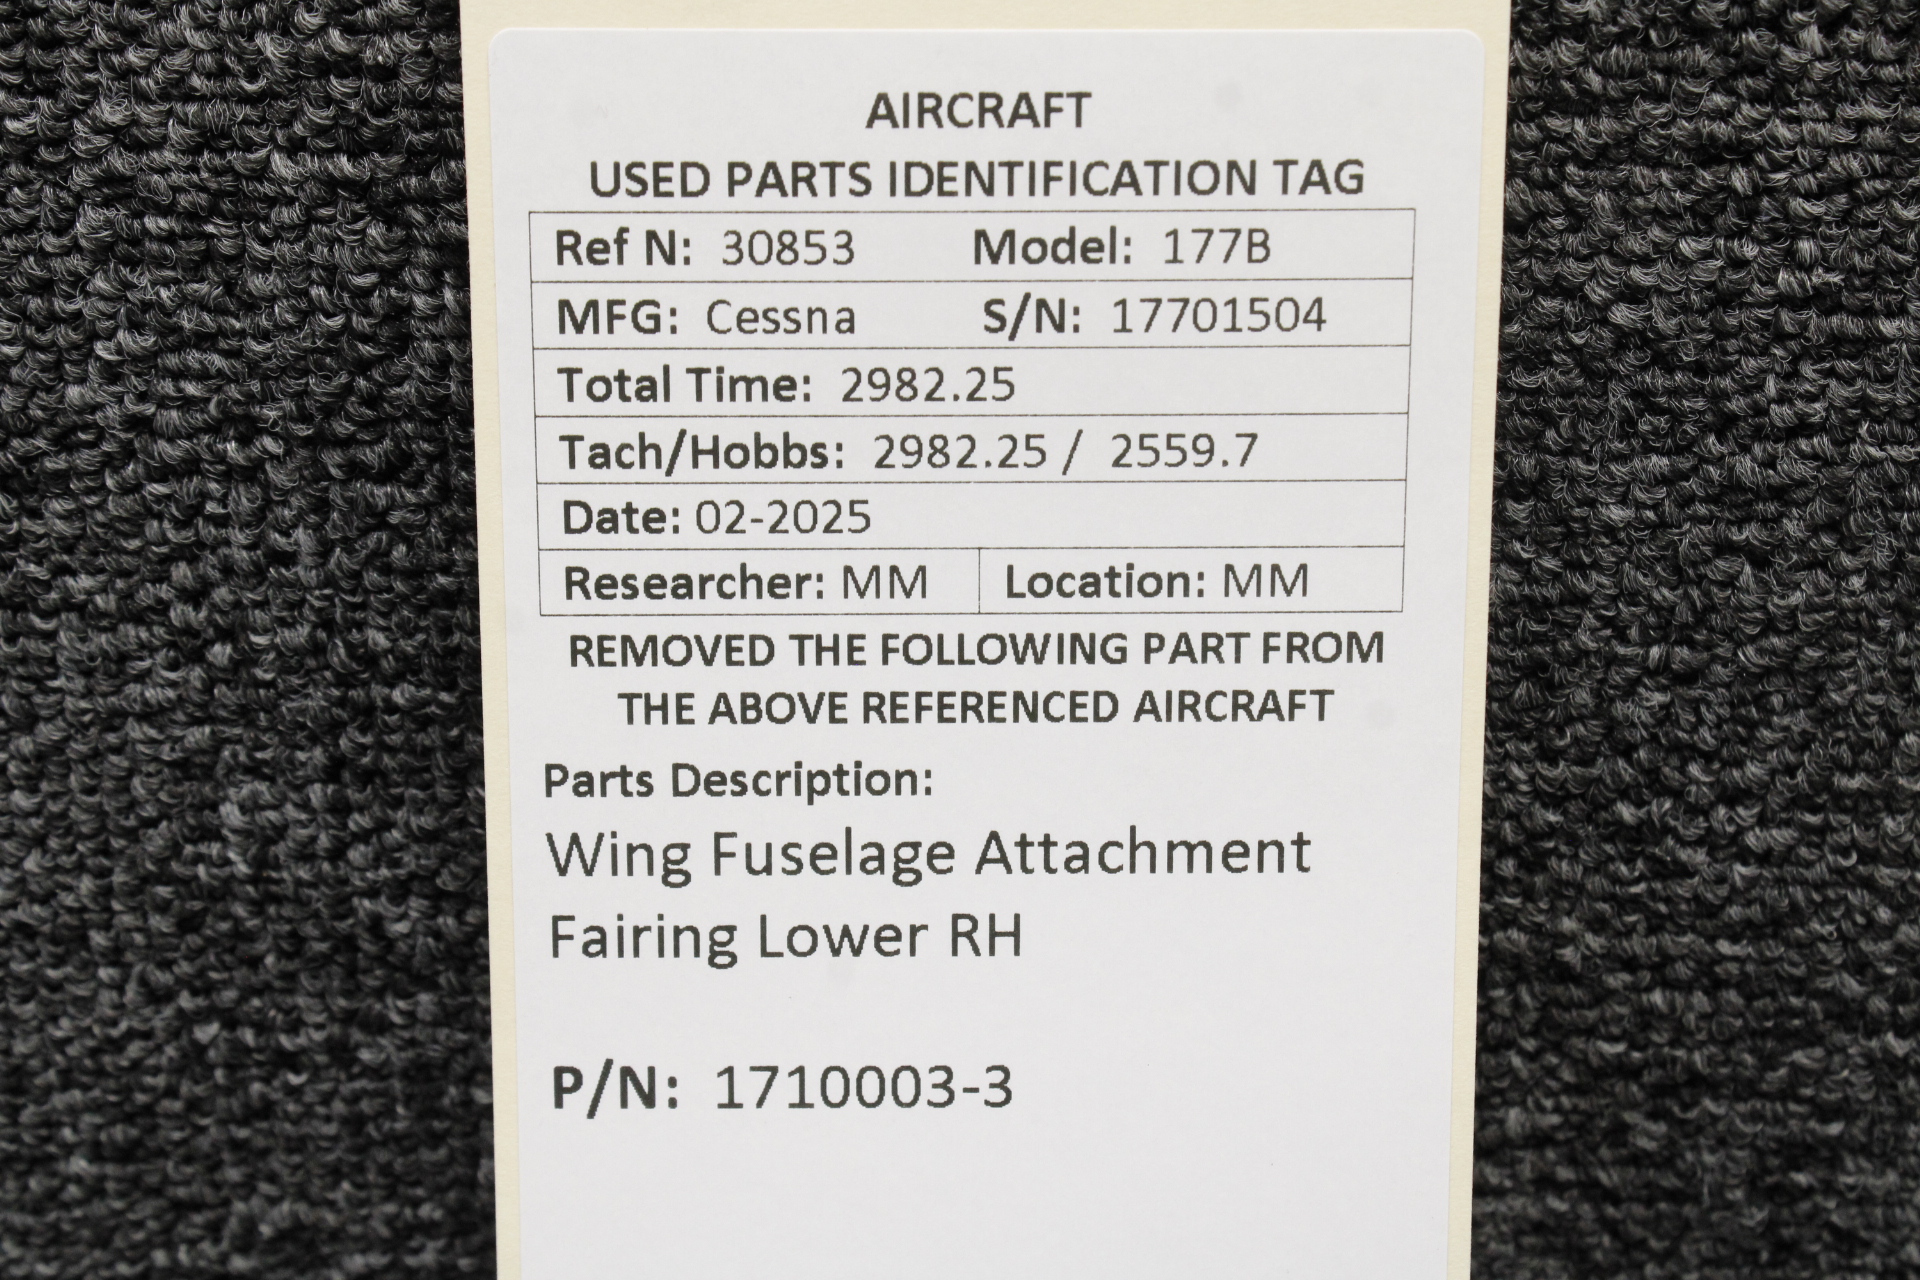 AIRCRAFT
USED PARTS IDENTIFICATION TAG
Ref N: 30853 Model: 177B
MFG: Cessna S/N: 17701504
Total Time: 2982.25
Tach/Hobbs: 2982.25 / 2559.7
Date: 02-2025
Researcher: MM Location: MM
REMOVED THE FOLLOWING PART FROM
THE ABOVE REFERENCED AIRCRAFT
Parts Description:
Wing Fuselage Attachment
Fairing Lower RH
P/N: 1710003-3